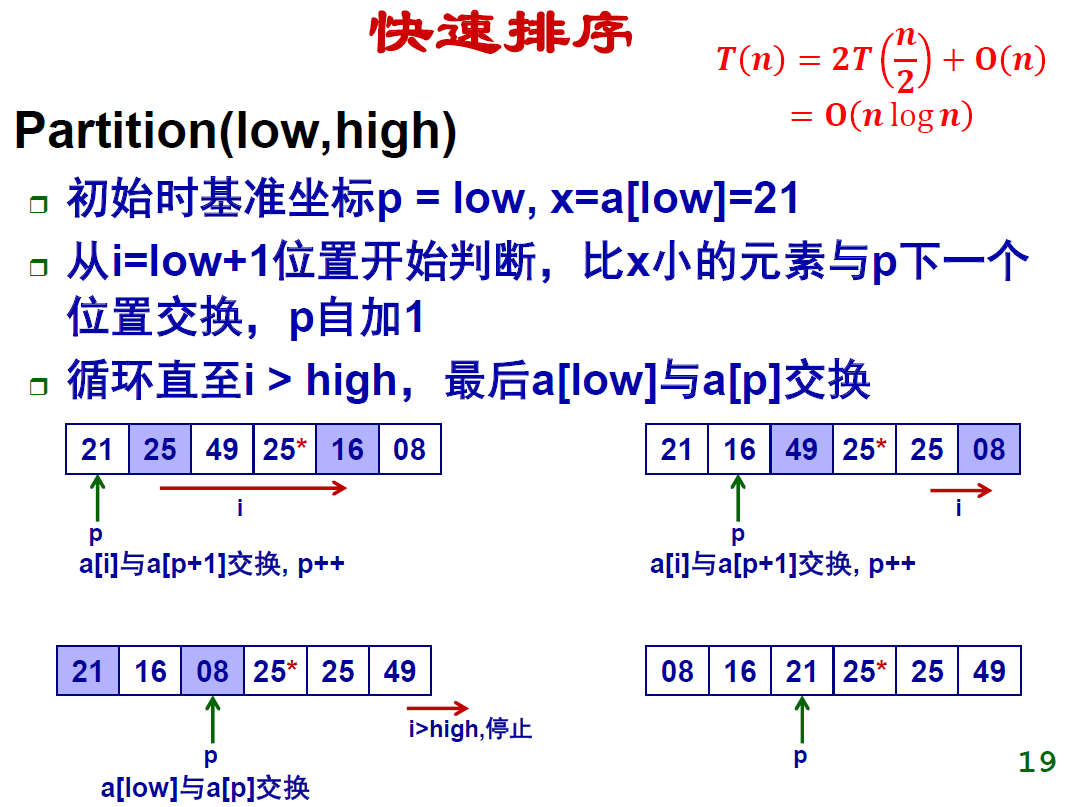 快速排序
T(n) = 2T(n/2) + O(n)
= O(n log n)
Partition(low,high)
初始时基准坐标p = low, x=a[low]=21
从i=low+1位置开始判断，比x小的元素与p下一个
位置交换，p自加1
循环直至i > high，最后a[low]与a[p]交换
21 25 49 25* 16 08
i
p
a[i]与a[p+1]交换, p++
21 16 49 25* 25 08
i
p
a[i]与a[p+1]交换, p++
21 16 08 25* 25 49
i>high,停止
p
a[low]与a[p]交换
08 16 21 25* 25 49
p
19